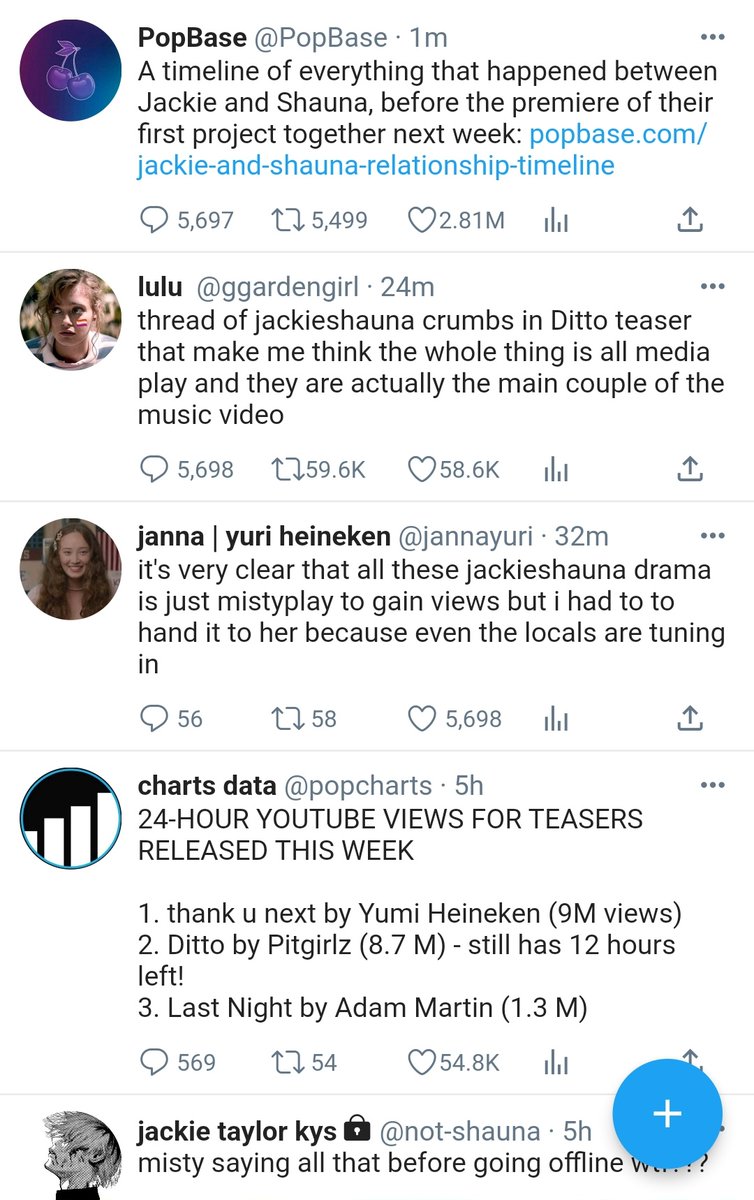 PopBase @PopBase · 1m
A timeline of everything that happened between
Jackie and Shauna, before the premiere of their
first project together next week: popbase.com/
jackie-and-shauna-relationship-timeline
5,697 5,499 2.81M
lulu @ggardengirl · 24m
thread of jackieshauna crumbs in Ditto teaser
that make me think the whole thing is all media
play and they are actually the main couple of the
music video
5,698 59.6K 58.6K
janna | yuri heineken @jannayuri · 32m
it's very clear that all these jackieshauna drama
is just mistyplay to gain views but i had to to
hand it to her because even the locals are tuning
in
56 58 5,698
charts data @popcharts · 5h
24-HOUR YOUTUBE VIEWS FOR TEASERS
RELEASED THIS WEEK
1. thank u next by Yumi Heineken (9M views)
2. Ditto by Pitgirlz (8.7 M) - still has 12 hours
left!
3. Last Night by Adam Martin (1.3 M)
569 54 54.8K
jackie taylor kys @not-shauna · 5h
misty saying all that before going offline